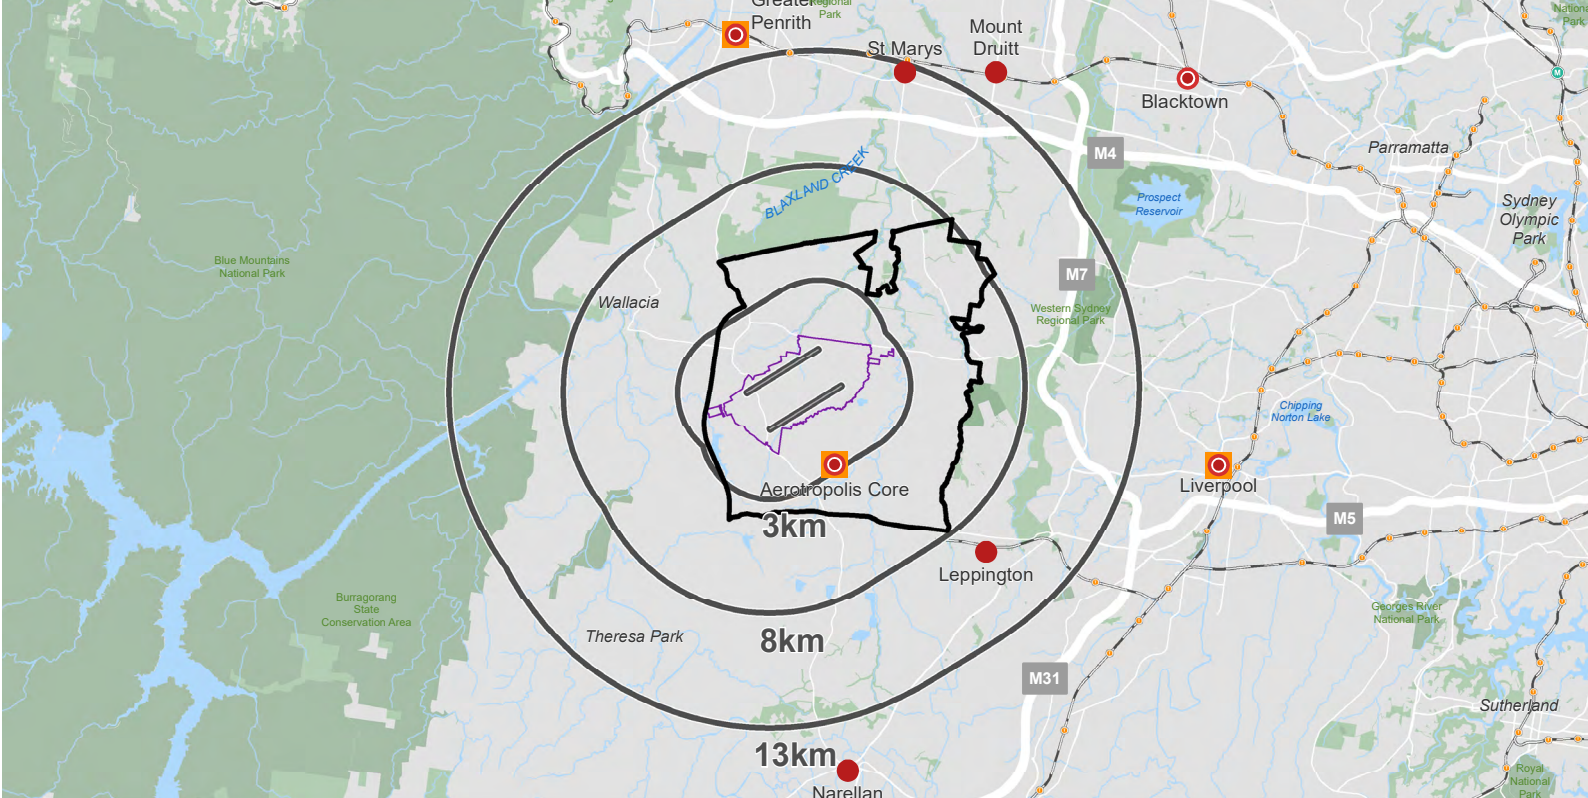 Greater
Penrith
Regional
Park
St Marys
Mount
Druitt
Blacktown
National
Park
M
M4
Parramatta
BLAXLAND CREEK
Prospect
Reservoir
Sydney
Olympic
Park
Blue Mountains
National Park
M7
Wallacia
Western Sydney
Regional Park
Chipping
Norton Lake
Aerotropolis Core
Liverpool
3km
M5
Leppington
Burragorang
State
Conservation Area
Georges River
National Park
Theresa Park
8km
M31
Sutherland
13km
Narellan
Royal
National
Park